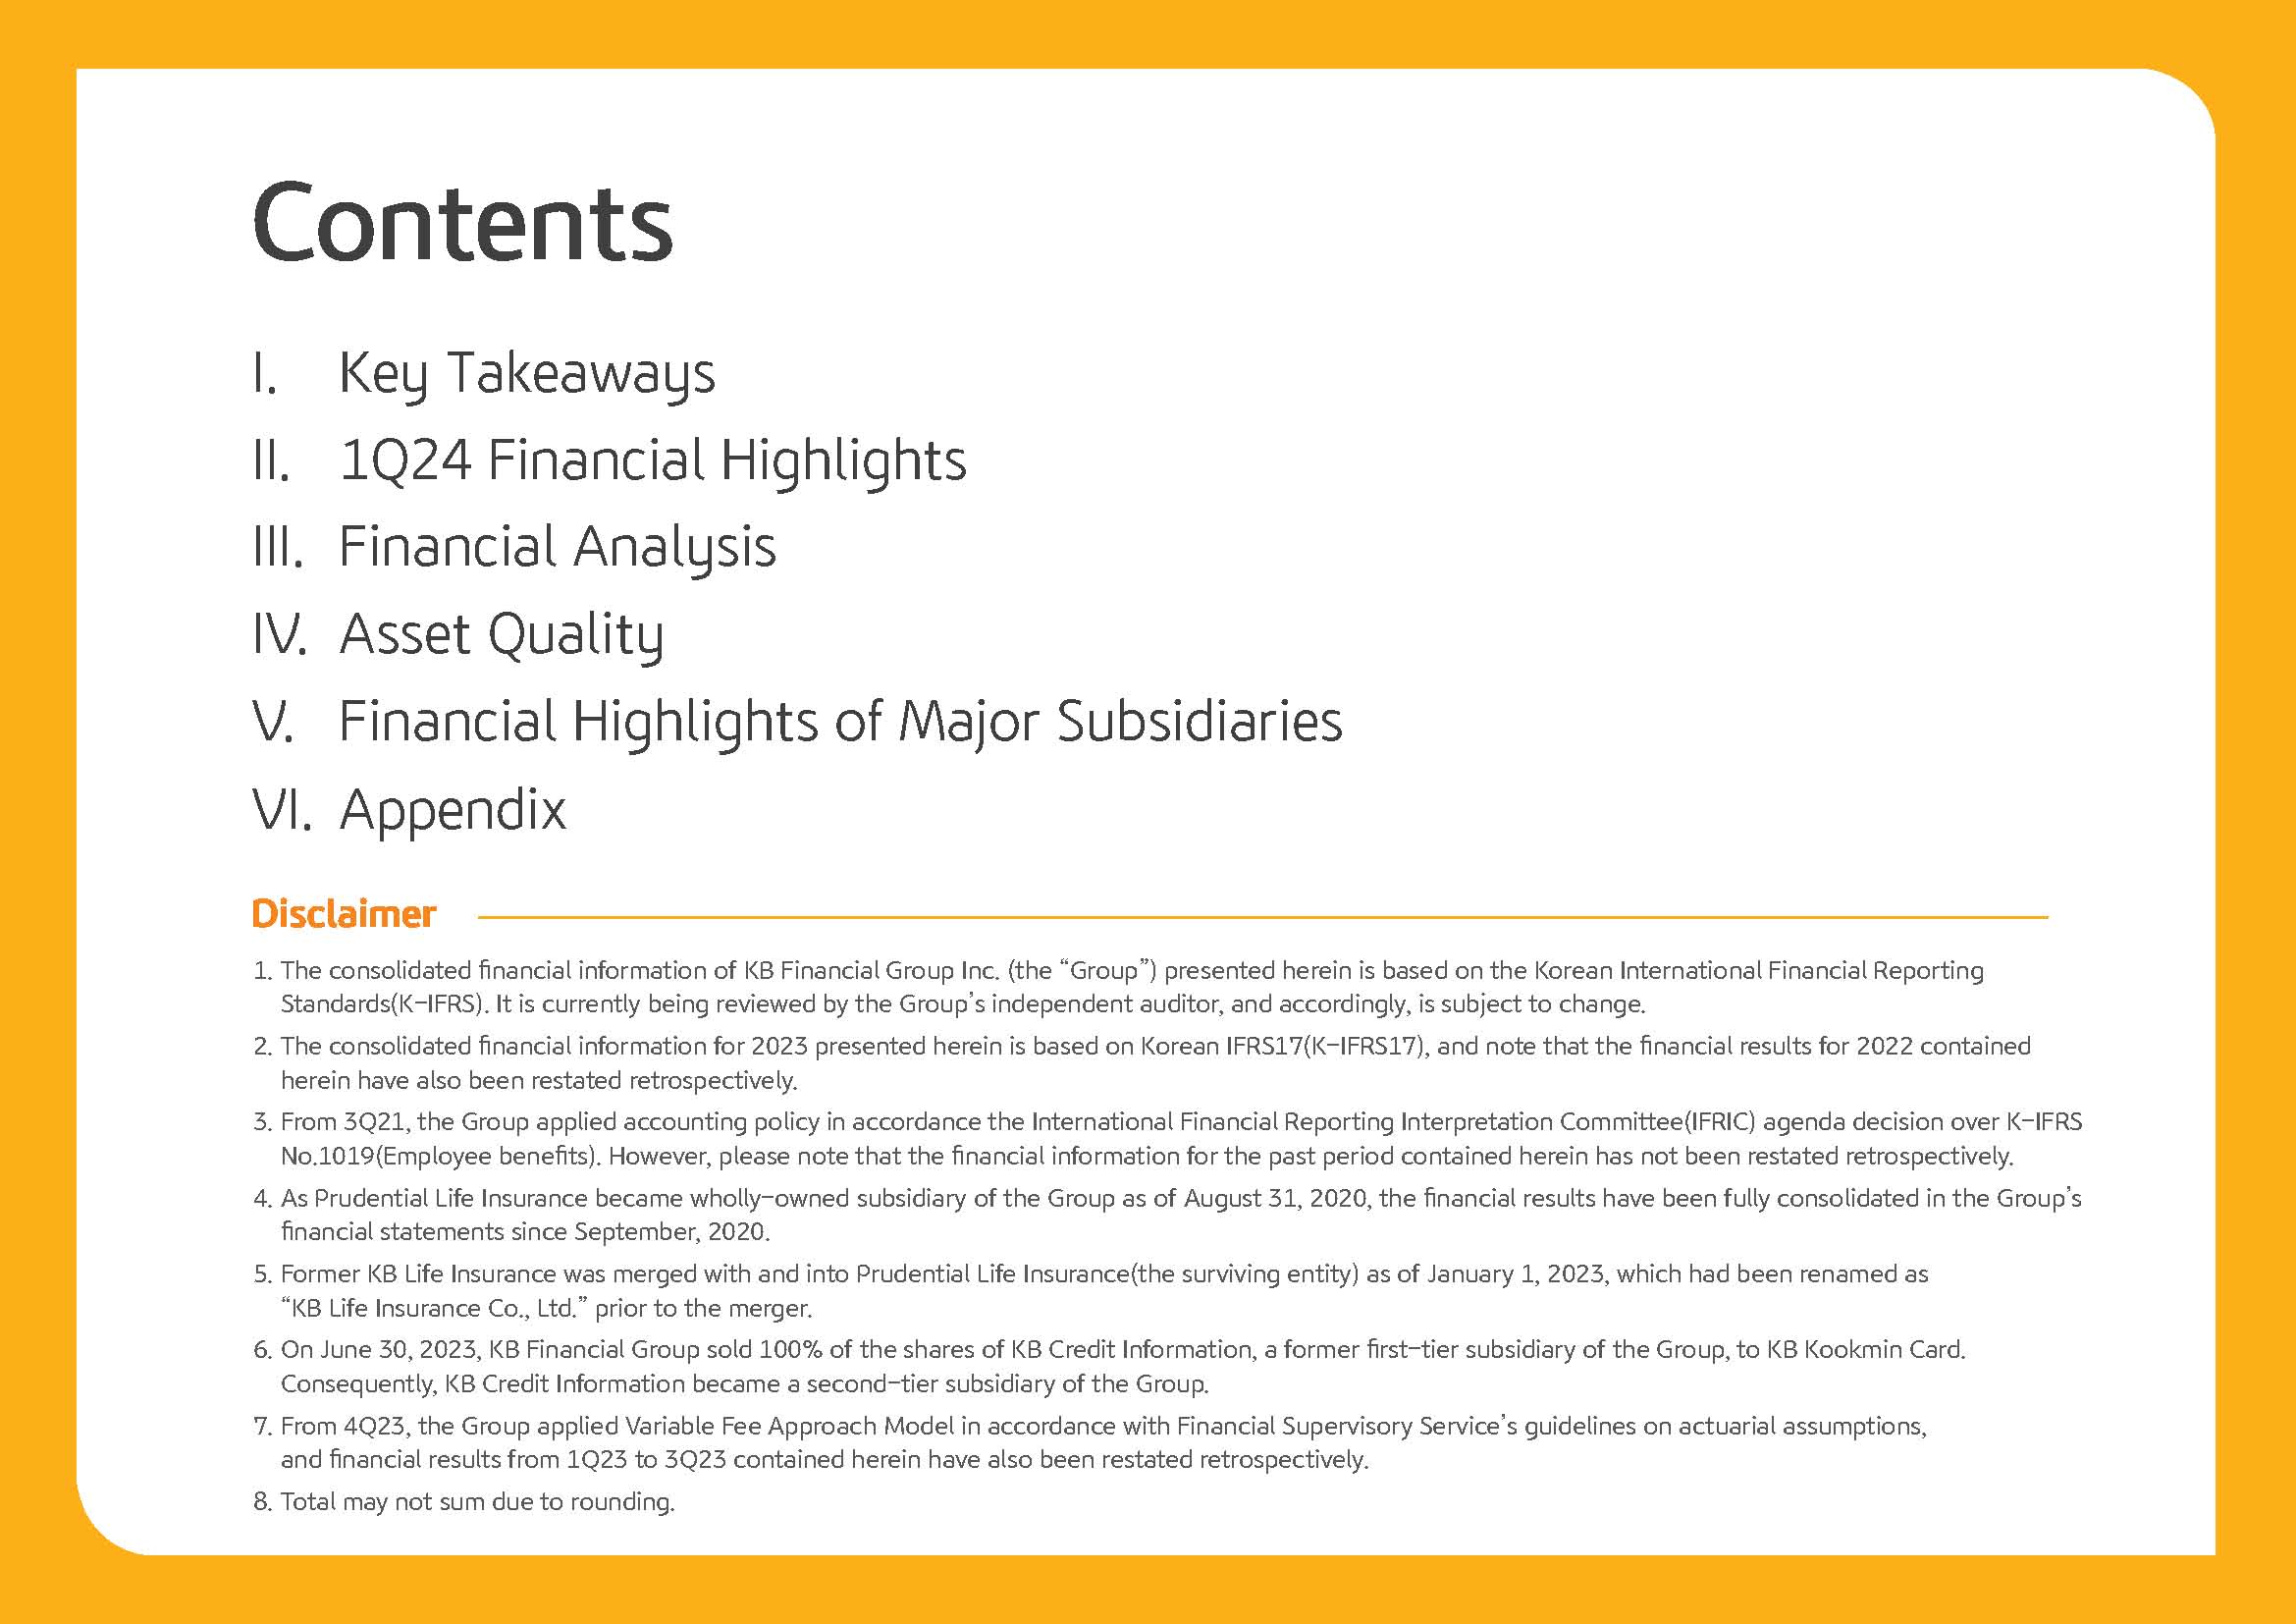 Contents
I. Key Takeaways
II. 1Q24 Financial Highlights
III. Financial Analysis
IV. Asset Quality
V. Financial Highlights of Major Subsidiaries
VI. Appendix
Disclaimer
1. The consolidated financial information of KB Financial Group Inc. (the “Group”) presented herein is based on the Korean International Financial Reporting
Standards(K-IFRS). It is currently being reviewed by the Group’s independent auditor, and accordingly, is subject to change.
2. The consolidated financial information for 2023 presented herein is based on Korean IFRS17(K-IFRS17), and note that the financial results for 2022 contained
herein have also been restated retrospectively.
3. From 3Q21, the Group applied accounting policy in accordance the International Financial Reporting Interpretation Committee(IFRIC) agenda decision over K-IFRS
No.1019(Employee benefits). However, please note that the financial information for the past period contained herein has not been restated retrospectively.
4. As Prudential Life Insurance became wholly-owned subsidiary of the Group as of August 31, 2020, the financial results have been fully consolidated in the Group’s
financial statements since September, 2020.
5. Former KB Life Insurance was merged with and into Prudential Life Insurance(the surviving entity) as of January 1, 2023, which had been renamed as
“KB Life Insurance Co., Ltd.” prior to the merger.
6. On June 30, 2023, KB Financial Group sold 100% of the shares of KB Credit Information, a former first-tier subsidiary of the Group, to KB Kookmin Card.
Consequently, KB Credit Information became a second-tier subsidiary of the Group.
7. From 4Q23, the Group applied Variable Fee Approach Model in accordance with Financial Supervisory Service’s guidelines on actuarial assumptions,
and financial results from 1Q23 to 3Q23 contained herein have also been restated retrospectively.
8. Total may not sum due to rounding.